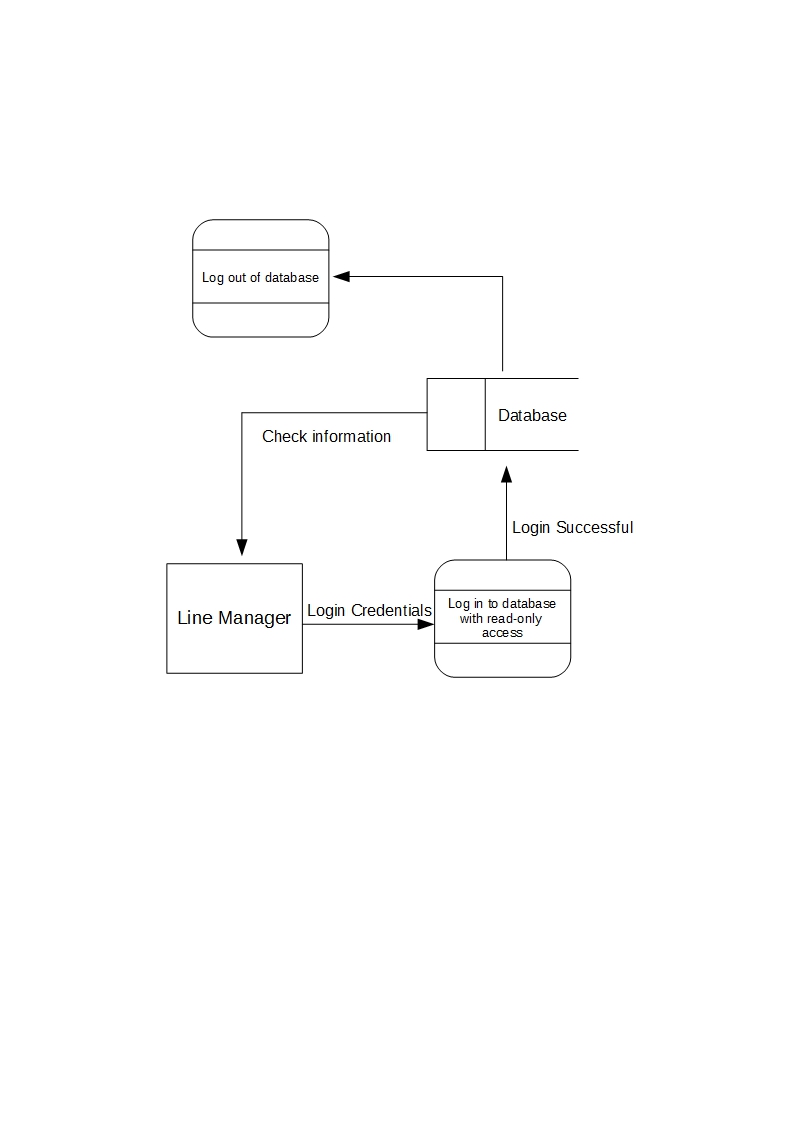 Log out of database
Database
Check information
Login Successful
Line Manager
Login Credentials
Log in to database
with read-only
access